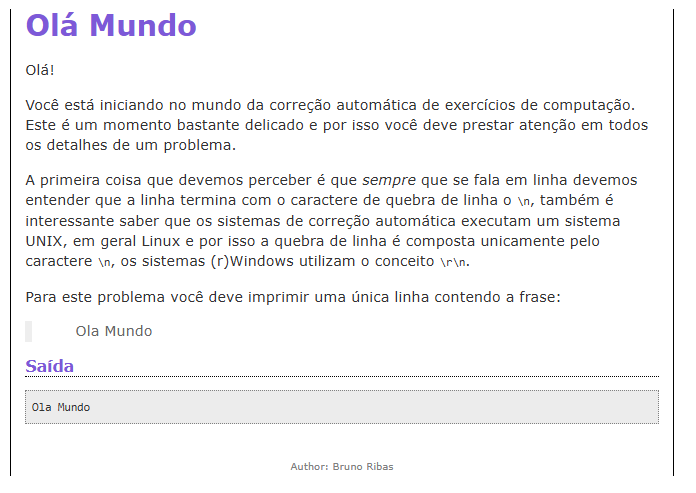 Olá Mundo
Olá!
Você está iniciando no mundo da correção automática de exercícios de computação.
Este é um momento bastante delicado e por isso você deve prestar atenção em todos
os detalhes de um problema.
A primeira coisa que devemos perceber é que sempre que se fala em linha devemos
entender que a linha termina com o caractere de quebra de linha o \n, também é
interessante saber que os sistemas de correção automática executam um sistema
UNIX, em geral Linux e por isso a quebra de linha é composta unicamente pelo
caractere \n, os sistemas (r)Windows utilizam o conceito \r\n.
Para este problema você deve imprimir uma única linha contendo a frase:
Ola Mundo
Saída
Ola Mundo
Author: Bruno Ribas